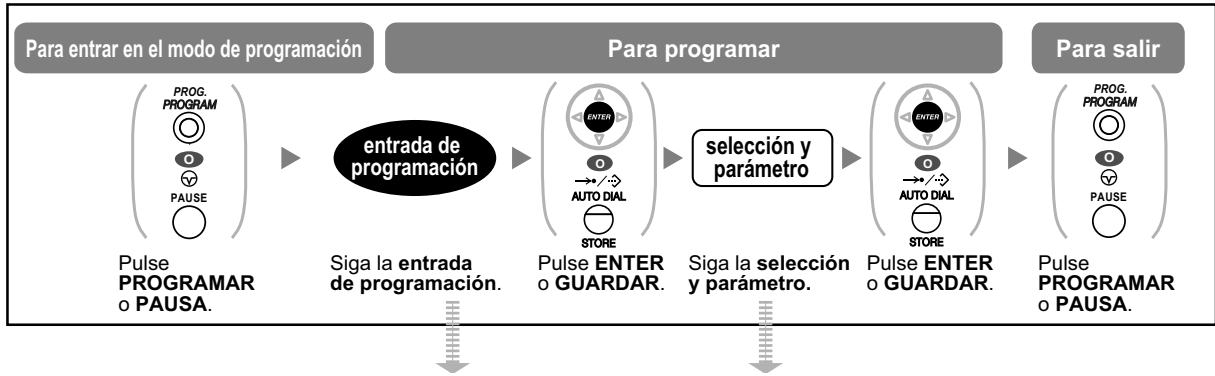 Para entrar en el modo de programación
Para programar
Para salir
PROG.
PROGRAM
O
PAUSE
entrada de
programación
ENTER
O
AUTO DIAL
STORE
selección y
parámetro
ENTER
O
AUTO DIAL
STORE
PROG.
PROGRAM
O
PAUSE
Pulse
PROGRAMAR
o PAUSA.
Siga la entrada
de programación.
Pulse ENTER
o GUARDAR.
Siga la selección
y parámetro.
Pulse ENTER
o GUARDAR.
Pulse
PROGRAMAR
o PAUSA.